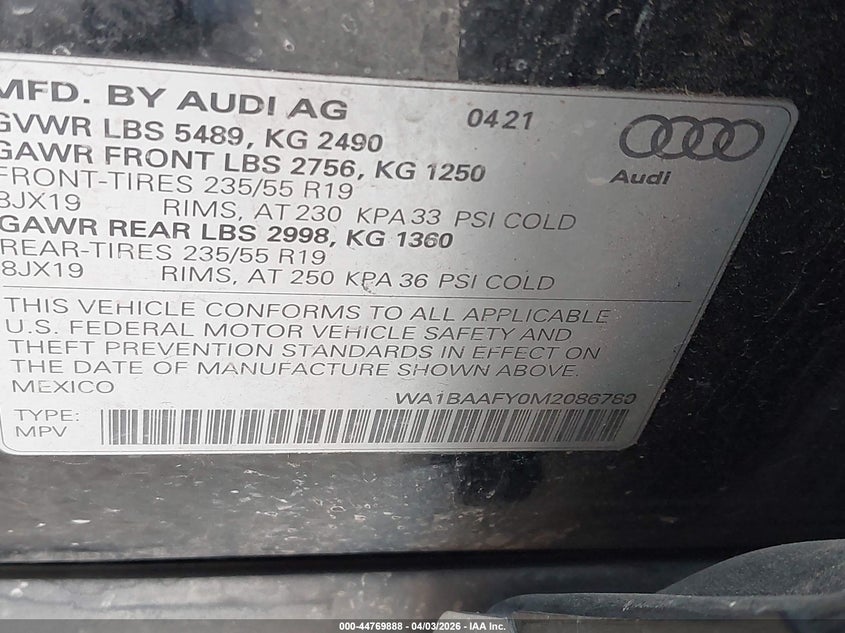 MFD. BY AUDI AG 0421
GVWR LBS 5489, KG 2490
GAWR FRONT LBS 2756, KG 1250
FRONT-TIRES 235/55 R19
8JX19 RIMS, AT 230 KPA 33 PSI COLD
GAWR REAR LBS 2998, KG 1360
REAR-TIRES 235/55 R19
8JX19 RIMS, AT 250 KPA 36 PSI COLD
Audi
THIS VEHICLE CONFORMS TO ALL APPLICABLE
U.S. FEDERAL MOTOR VEHICLE SAFETY AND
THEFT PREVENTION STANDARDS IN EFFECT ON
THE DATE OF MANUFACTURE SHOWN ABOVE.
MEXICO
WA1BAAFY0M2086780
TYPE:
MPV
000-44769888 - 04/03/2026 - IAA Inc.